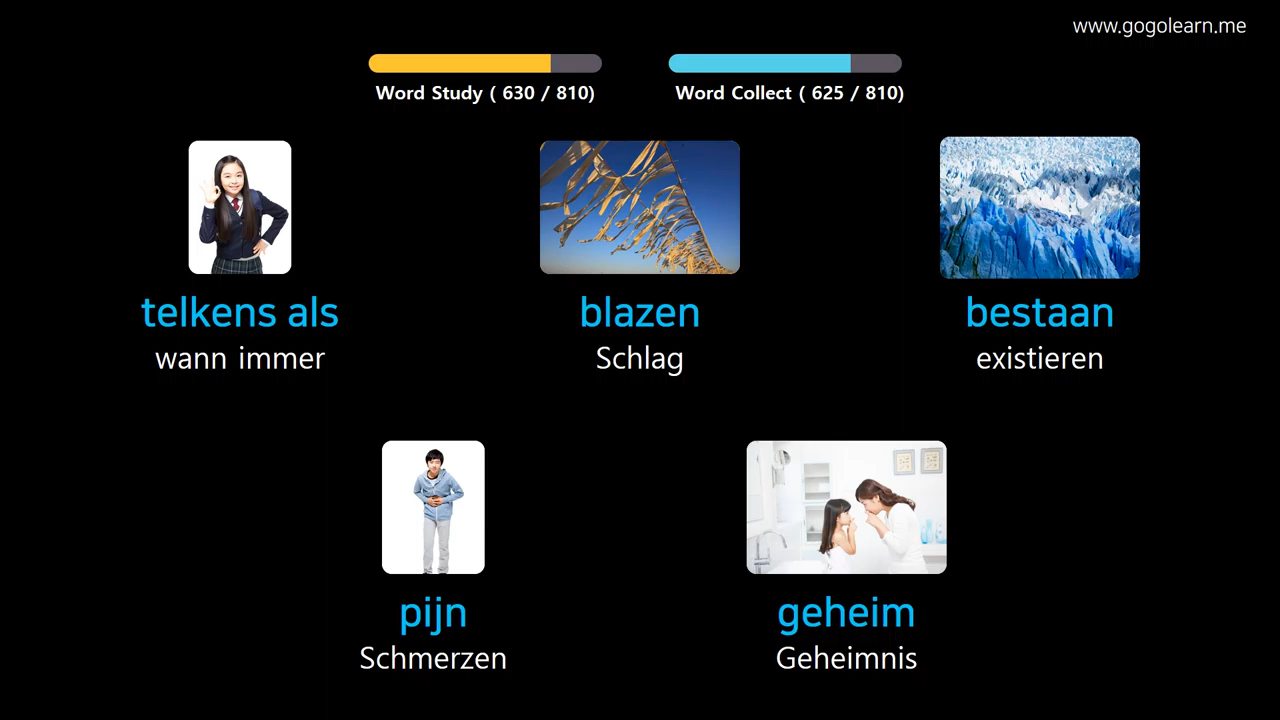 www.gogolearn.me
Word Study ( 630 / 810)
Word Collect ( 625 / 810)
telkens als
wann immer
blazen
Schlag
bestaan
existieren
pijn
Schmerzen
geheim
Geheimnis